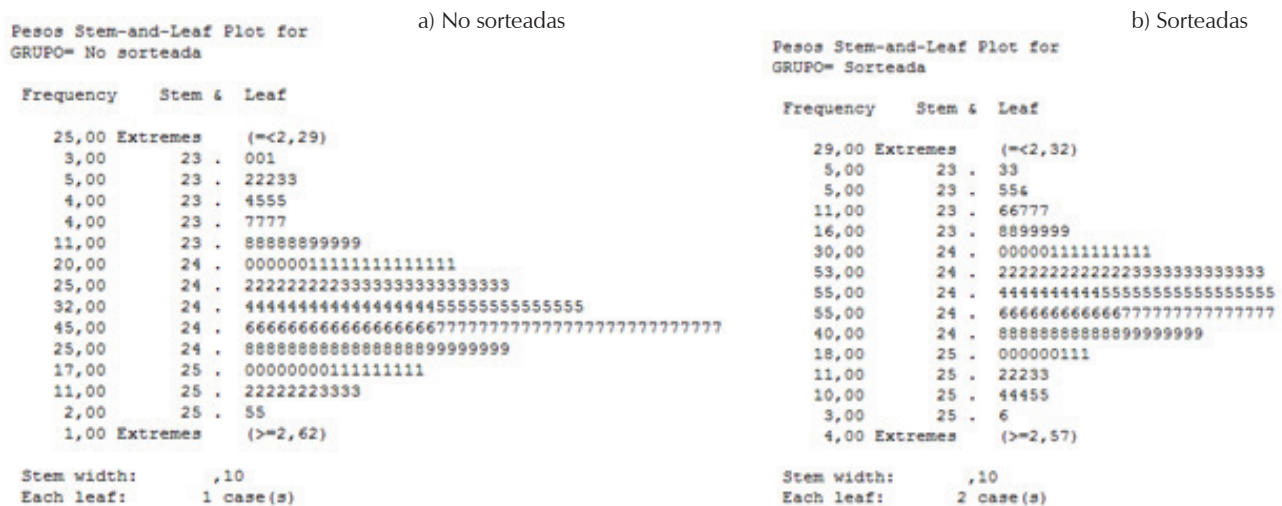 a) No sorteadas
Pesos Stem-and-Leaf Plot for
GRUPO= No sorteada
Frequency Stem & Leaf
25,00 Extremes (=<2,29)
3,00 23 . 001
5,00 23 . 22233
4,00 23 . 4555
4,00 23 . 7777
11,00 23 . 88888899999
20,00 24 . 00000011111111111111
25,00 24 . 2222222223333333333333333
32,00 24 . 44444444444444444455555555555555
45,00 24 . 666666666666666666777777777777777777777777777
25,00 24 . 8888888888888888899999999
17,00 25 . 00000000111111111
11,00 25 . 22222223333
2,00 25 . 55
1,00 Extremes (>=2,62)
Stem width: ,10
Each leaf: 1 case(s)
b) Sorteadas
Pesos Stem-and-Leaf Plot for
GRUPO= Sorteada
Frequency Stem & Leaf
29,00 Extremes (=<2,32)
5,00 23 . 33
5,00 23 . 55&
11,00 23 . 66777
16,00 23 . 8899999
30,00 24 . 000001111111111
53,00 24 . 22222222222223333333333333
55,00 24 . 444444444455555555555555555
55,00 24 . 666666666666777777777777777
40,00 24 . 88888888888899999999
18,00 25 . 000000111
11,00 25 . 22233
10,00 25 . 44455
3,00 25 . 6
4,00 Extremes (>=2,57)
Stem width: ,10
Each leaf: 2 case(s)